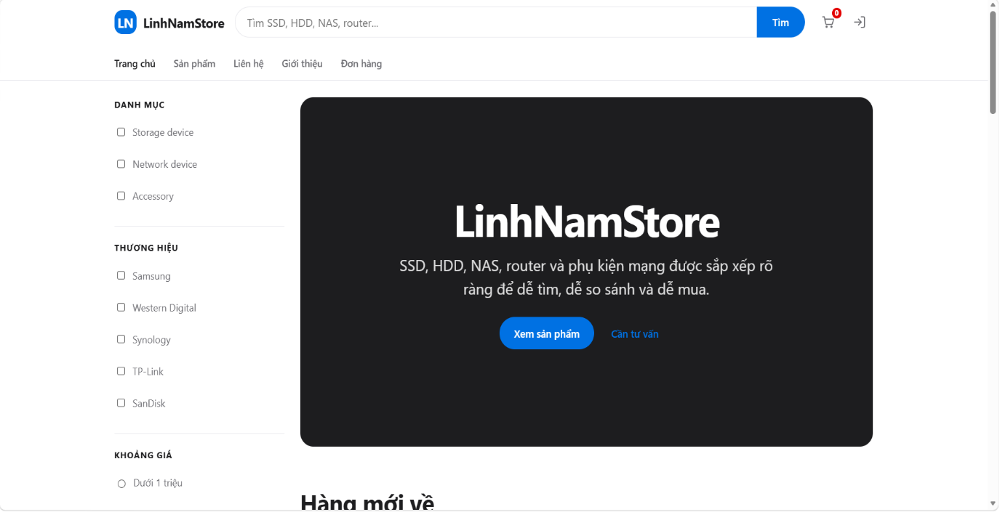 LN LinhNamStore
Tìm SSD, HDD, NAS, router...
Tìm
0
Trang chủ Sản phẩm Liên hệ Giới thiệu Đơn hàng
DANH MỤC
Storage device
Network device
Accessory
THƯƠNG HIỆU
Samsung
Western Digital
Synology
TP-Link
SanDisk
KHOẢNG GIÁ
Dưới 1 triệu
LinhNamStore
SSD, HDD, NAS, router và phụ kiện mạng được sắp xếp rõ
ràng để dễ tìm, dễ so sánh và dễ mua.
Xem sản phẩm Cần tư vấn
Hàng mới về